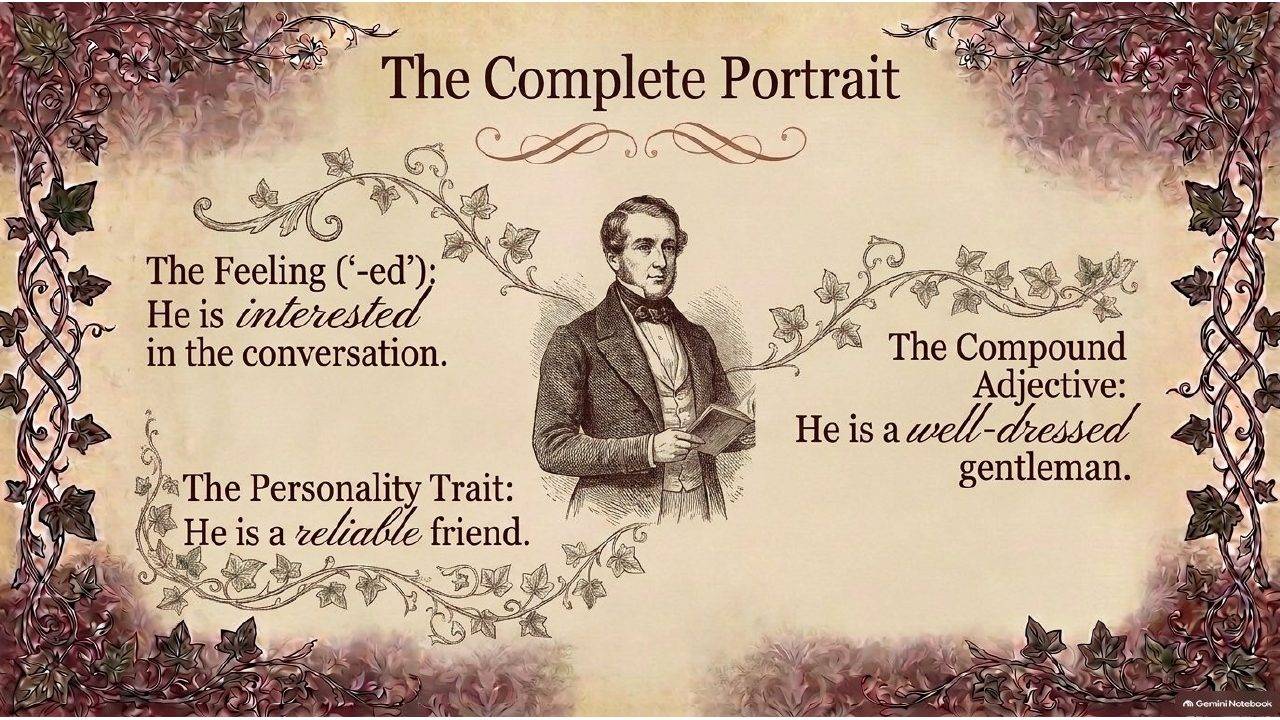 The Complete Portrait
The Feeling (‘-ed’):
He is interested
in the conversation.
The Personality Trait:
He is a reliable friend.
The Compound
Adjective:
He is a well-dressed
gentleman.
Gemini Notebook